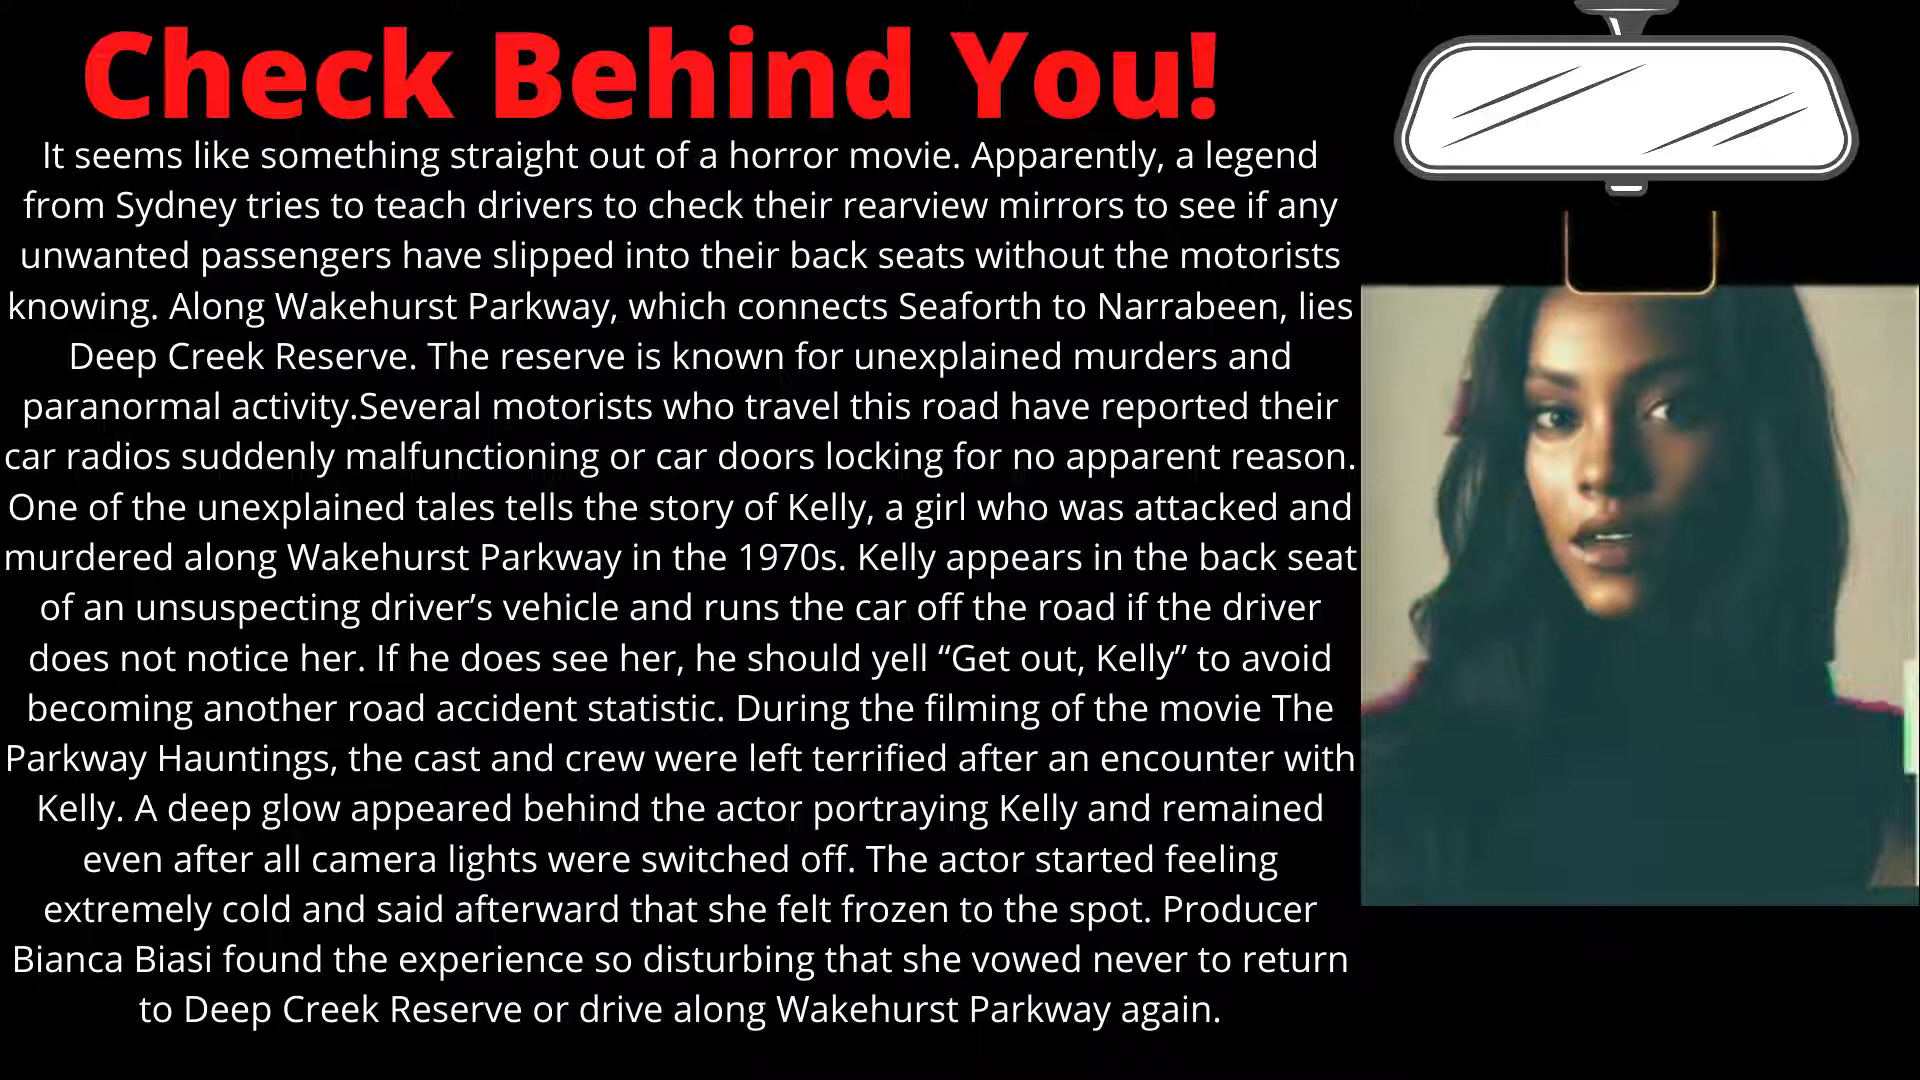 Check Behind You!
It seems like something straight out of a horror movie. Apparently, a legend
from Sydney tries to teach drivers to check their rearview mirrors to see if any
unwanted passengers have slipped into their back seats without the motorists
knowing. Along Wakehurst Parkway, which connects Seaforth to Narrabeen, lies
Deep Creek Reserve. The reserve is known for unexplained murders and
paranormal activity.Several motorists who travel this road have reported their
car radios suddenly malfunctioning or car doors locking for no apparent reason.
One of the unexplained tales tells the story of Kelly, a girl who was attacked and
murdered along Wakehurst Parkway in the 1970s. Kelly appears in the back seat
of an unsuspecting driver’s vehicle and runs the car off the road if the driver
does not notice her. If he does see her, he should yell “Get out, Kelly” to avoid
becoming another road accident statistic. During the filming of the movie The
Parkway Hauntings, the cast and crew were left terrified after an encounter with
Kelly. A deep glow appeared behind the actor portraying Kelly and remained
even after all camera lights were switched off. The actor started feeling
extremely cold and said afterward that she felt frozen to the spot. Producer
Bianca Biasi found the experience so disturbing that she vowed never to return
to Deep Creek Reserve or drive along Wakehurst Parkway again.